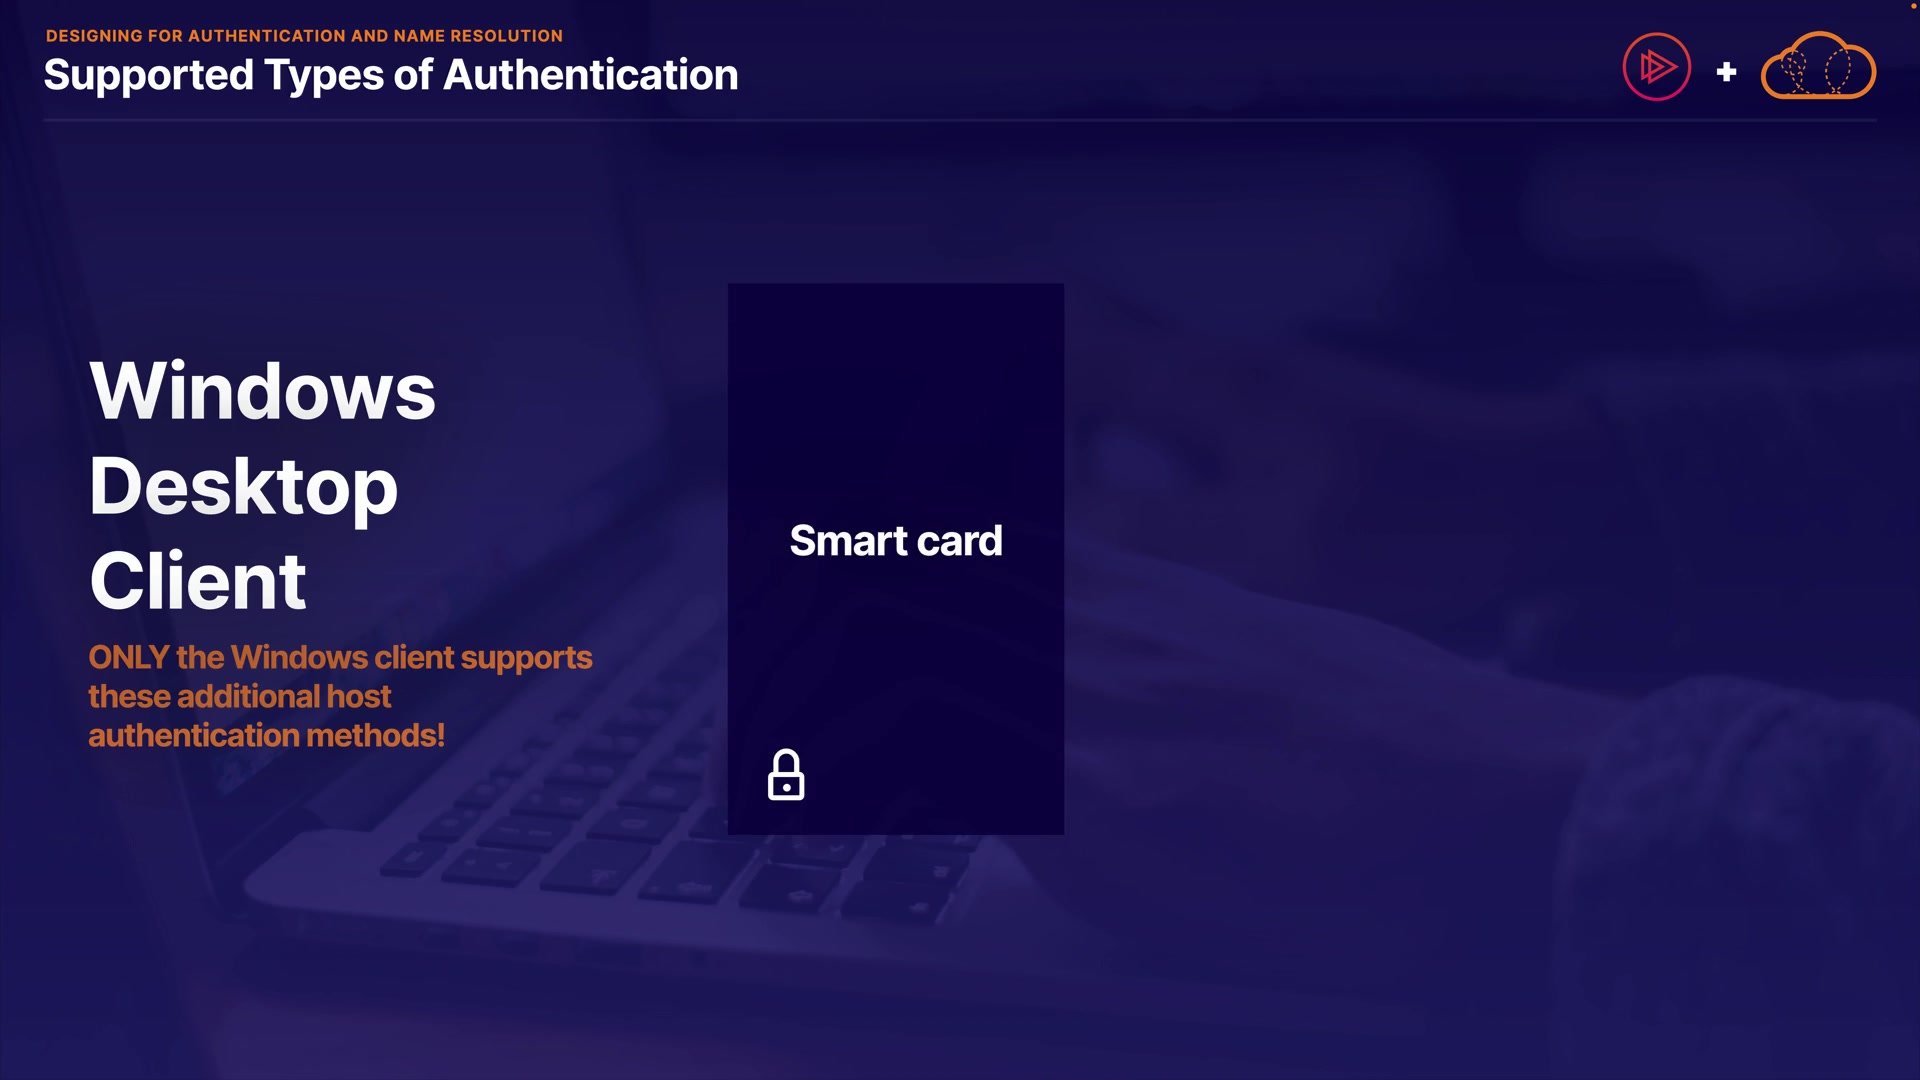 DESIGNING FOR AUTHENTICATION AND NAME RESOLUTION
Supported Types of Authentication
+
Windows
Desktop
Client
ONLY the Windows client supports
these additional host
authentication methods!
Smart card